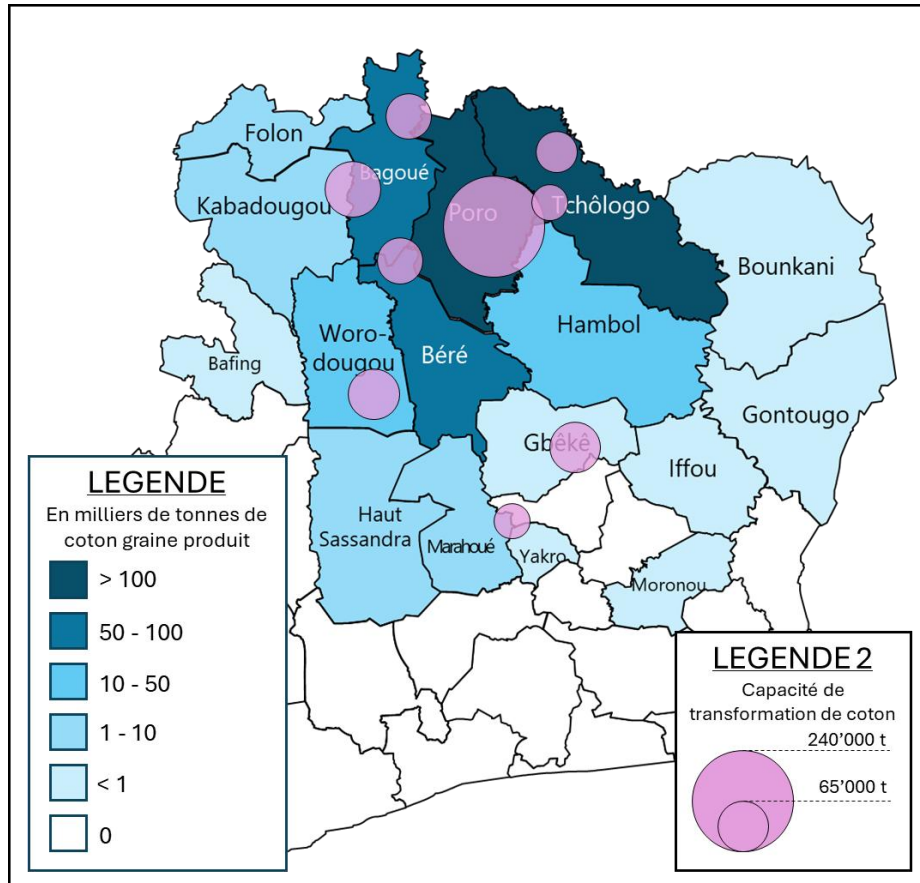 Folon
Bagoué
Kabadougou
Poro
Tchôlogo
Bounkani
Hambol
Woro-
dougou
Béré
Bafing
Gontougo
Gbêkê
Iffou
Haut
Sassandra
Marahoué
Yakro
Moronou
LEGENDE
En milliers de tonnes de
coton graine produit
> 100
50 - 100
10 - 50
1 - 10
< 1
0
LEGENDE 2
Capacité de
transformation de coton
240’000 t
65’000 t